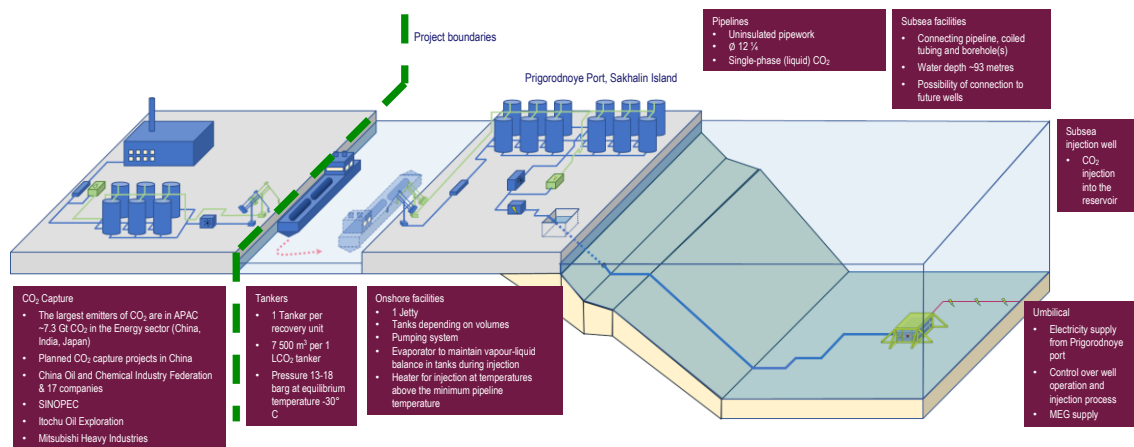 Project boundaries
Prigorodnoye Port, Sakhalin Island
Pipelines
• Uninsulated pipework
• Ø 12 ¼
• Single-phase (liquid) CO₂
Subsea facilities
• Connecting pipeline, coiled
tubing and borehole(s)
• Water depth ~93 metres
• Possibility of connection to
future wells
Subsea
injection well
• CO₂
injection
into the
reservoir
CO₂ Capture
• The largest emitters of CO₂ are in APAC
~7.3 Gt CO₂ in the Energy sector (China,
India, Japan)
• Planned CO₂ capture projects in China
• China Oil and Chemical Industry Federation
& 17 companies
• SINOPEC
• Itochu Oil Exploration
• Mitsubishi Heavy Industries
Tankers
• 1 Tanker per
recovery unit
• 7 500 m³ per 1
LCO₂ tanker
• Pressure 13-18
barg at equilibrium
temperature -30°
C
Onshore facilities
• 1 Jetty
• Tanks depending on volumes
• Pumping system
• Evaporator to maintain vapour-liquid
balance in tanks during injection
• Heater for injection at temperatures
above the minimum pipeline
temperature
Umbilical
• Electricity supply
from Prigorodnoye
port
• Control over well
operation and
injection process
• MEG supply